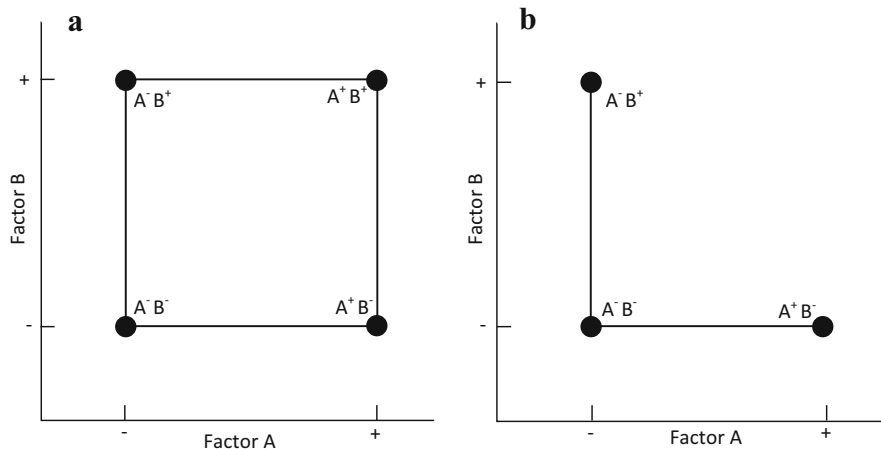 a
+
A⁻B⁺
A⁺B⁺
Factor B
A⁻B⁻
A⁺B⁻
-
-
Factor A
+
b
+
A⁻B⁺
Factor B
A⁻B⁻
A⁺B⁻
-
-
Factor A
+